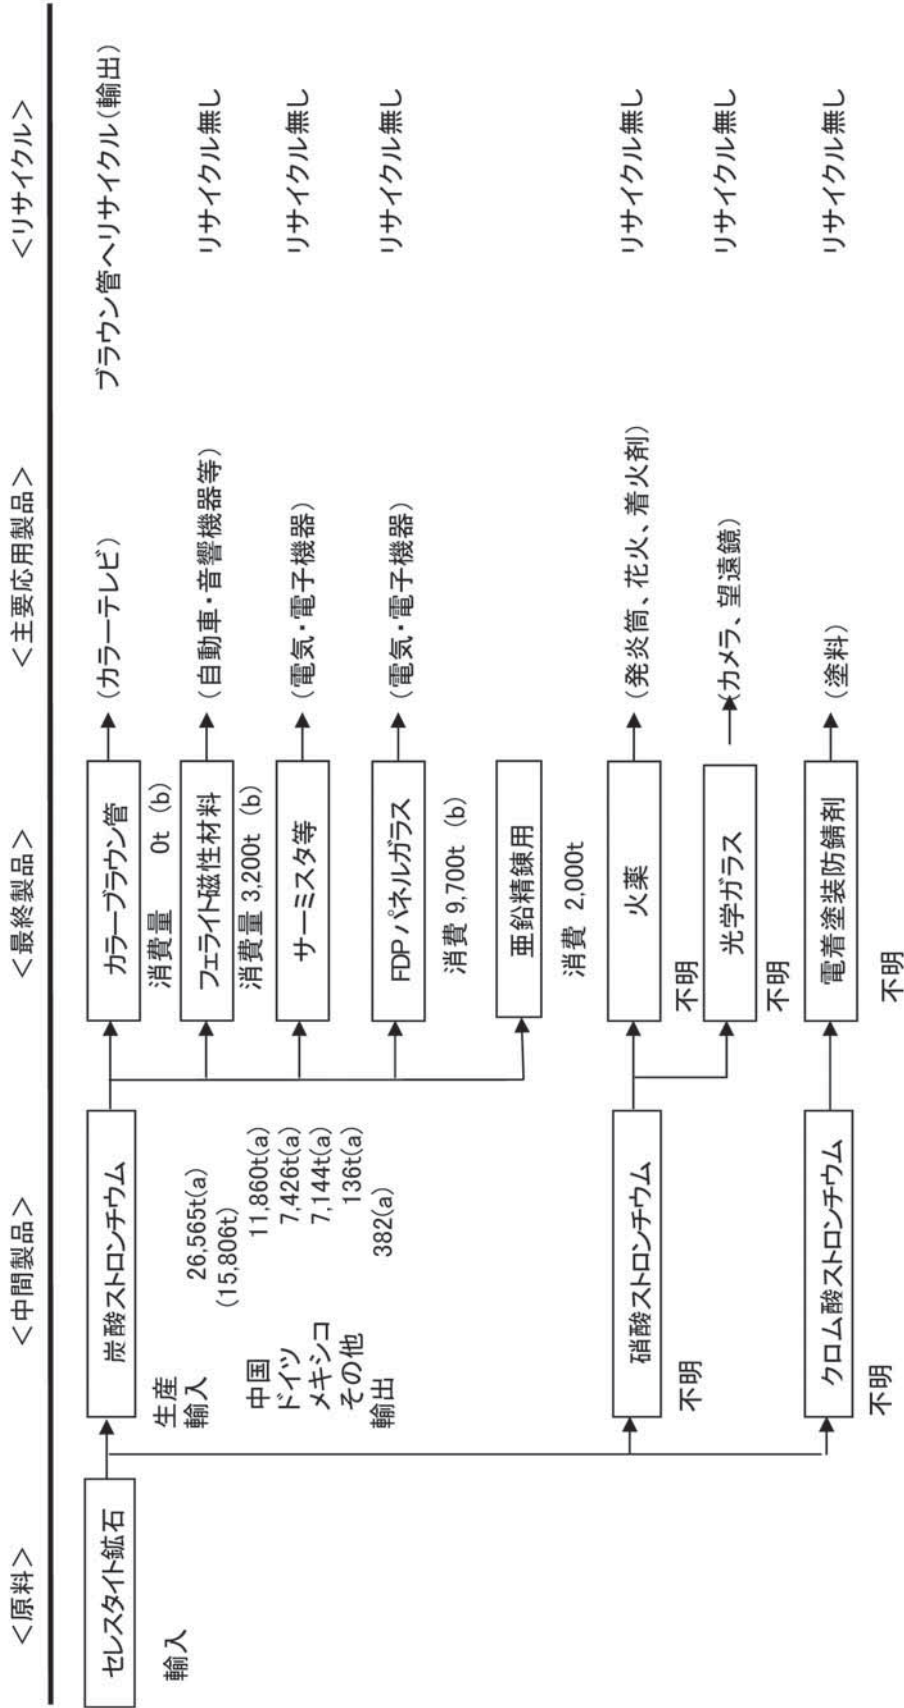 ＜原料＞
＜中間製品＞
＜最終製品＞
＜主要応用製品＞
＜リサイクル＞
セレスタイト鉱石
輸入
炭酸ストロンチウム
生産
輸入 26,565t(a)
(15,806t)
中国 11,860t(a)
ドイツ 7,426t(a)
メキシコ 7,144t(a)
その他 136t(a)
輸出 382(a)
硝酸ストロンチウム
不明
クロム酸ストロンチウム
不明
カラーブラウン管
消費量 0t (b)
フェライト磁性材料
消費量 3,200t (b)
サーミスタ等
FDPパネルガラス
消費 9,700t (b)
亜鉛精錬用
消費 2,000t
火薬
不明
光学ガラス
不明
電着塗装防錆剤
不明
(カラーテレビ)
(自動車・音響機器等)
(電気・電子機器)
(電気・電子機器)
(発炎筒、花火、着火剤)
(カメラ、望遠鏡)
(塗料)
ブラウン管へリサイクル(輸出)
リサイクル無し
リサイクル無し
リサイクル無し
リサイクル無し
リサイクル無し
リサイクル無し